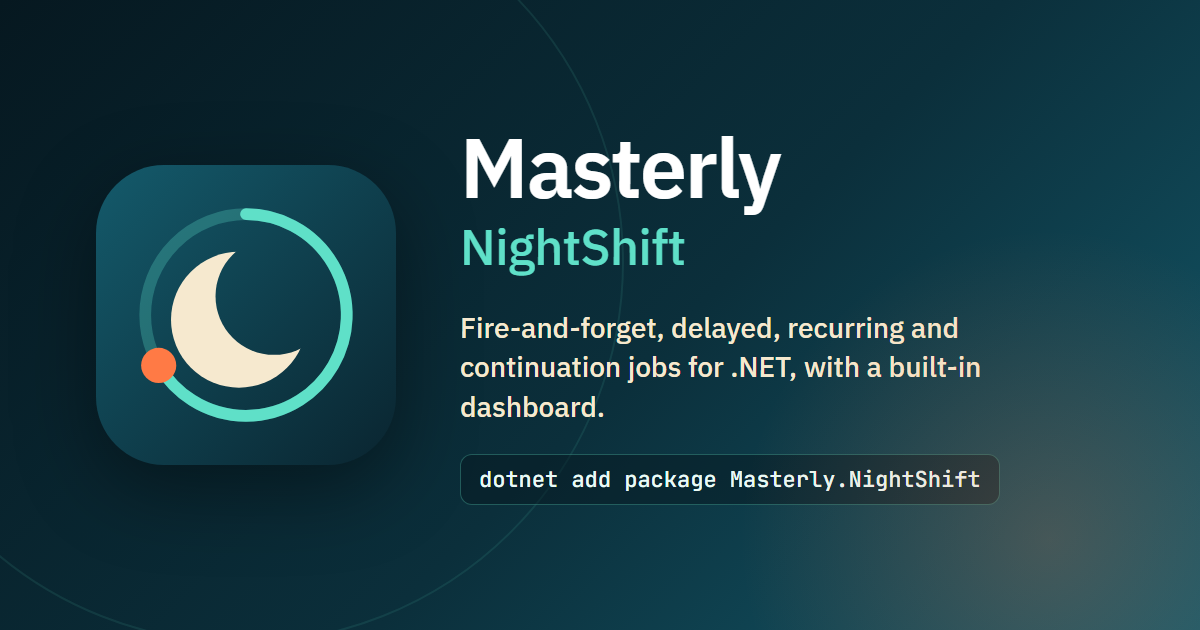 Masterly
NightShift
Fire-and-forget, delayed, recurring and
continuation jobs for .NET, with a built-in
dashboard.
dotnet add package Masterly.NightShift